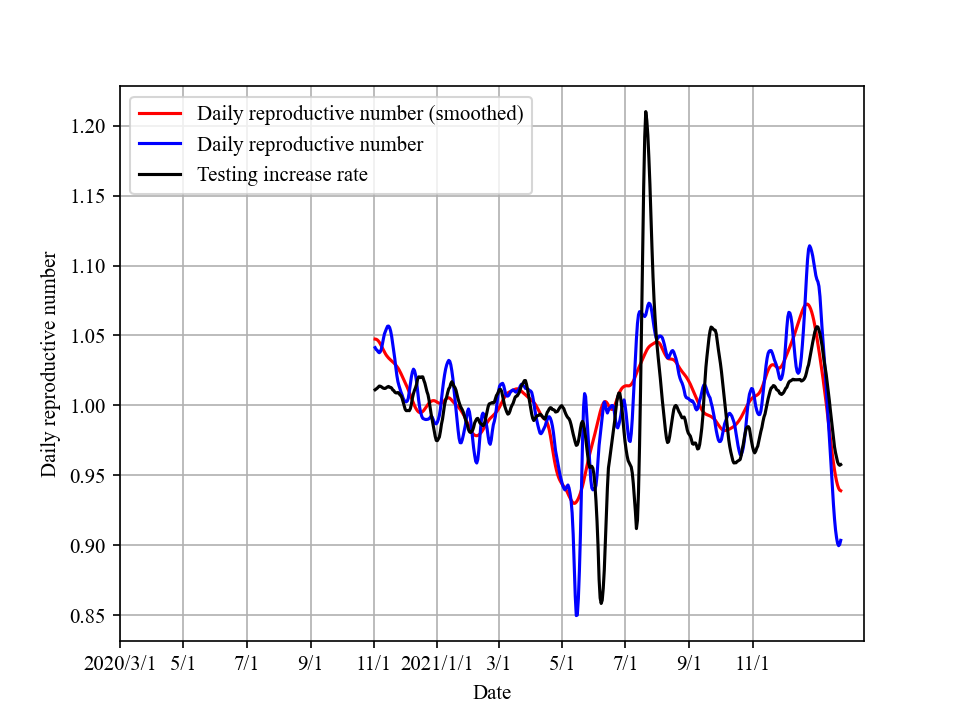 Daily reproductive number (smoothed)
Daily reproductive number
Testing increase rate
Daily reproductive number
1.20
1.15
1.10
1.05
1.00
0.95
0.90
0.85
2020/3/1 5/1 7/1 9/1 11/1 2021/1/1 3/1 5/1 7/1 9/1 11/1
Date